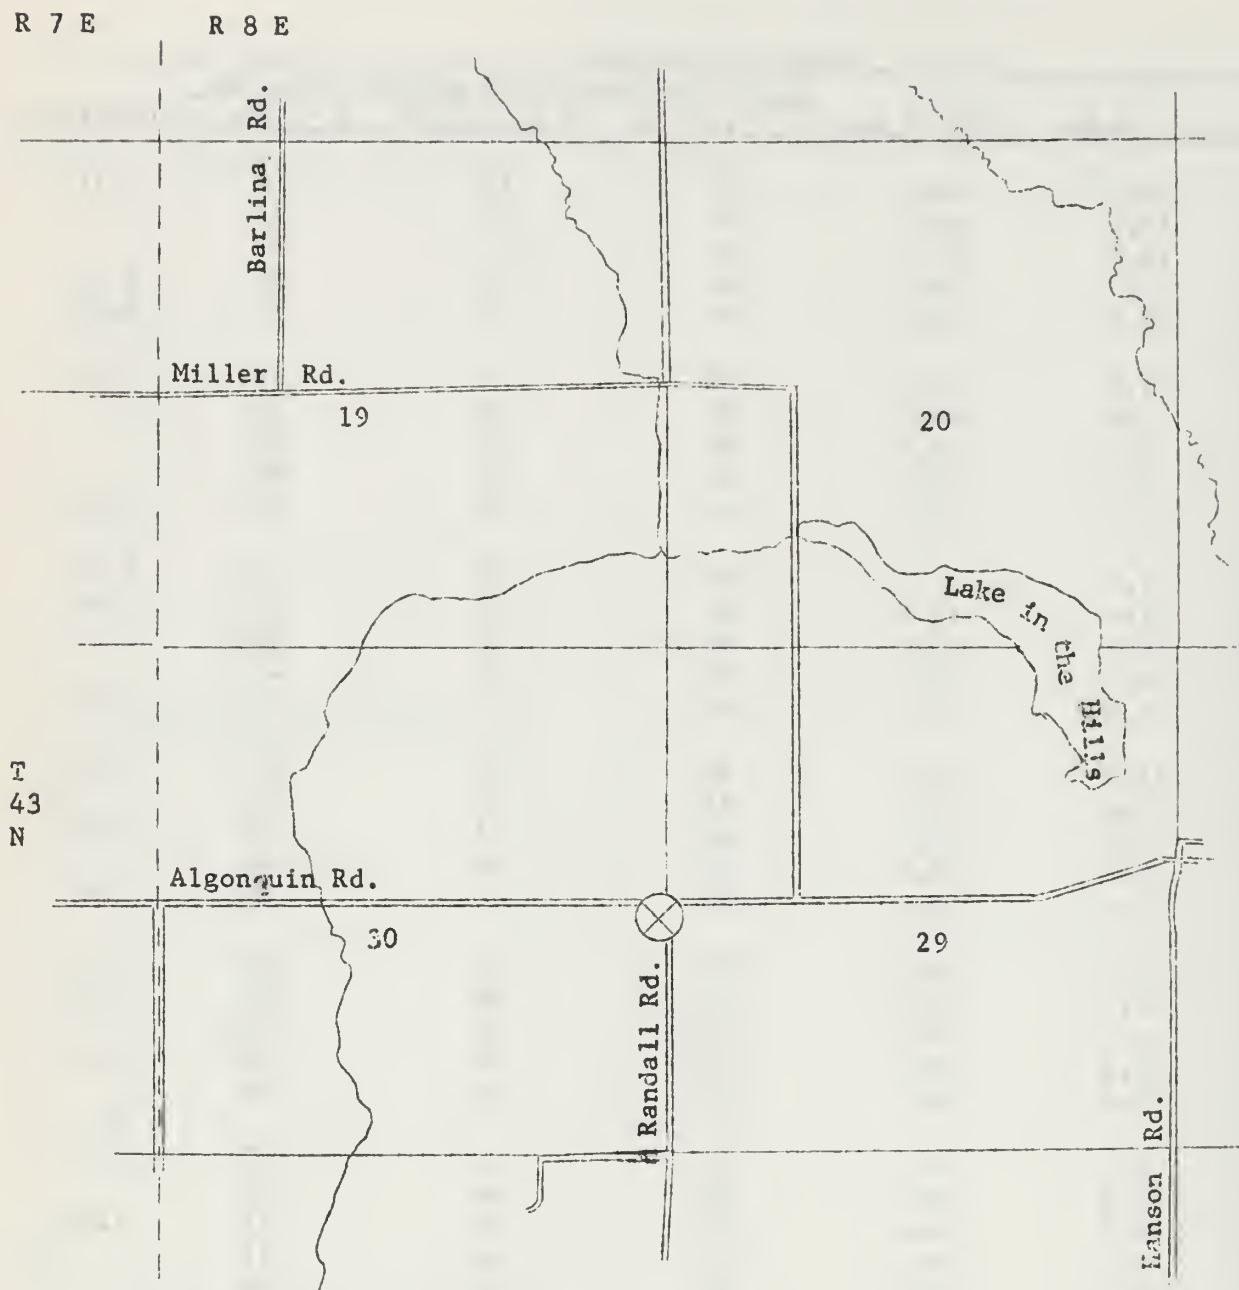 R 7 E
R 8 E
Barlina Rd.
Miller Rd.
19
20
Lake in the Hills
T
43
N
Algonquin Rd.
30
29
Randall Rd.
Hanson Rd.